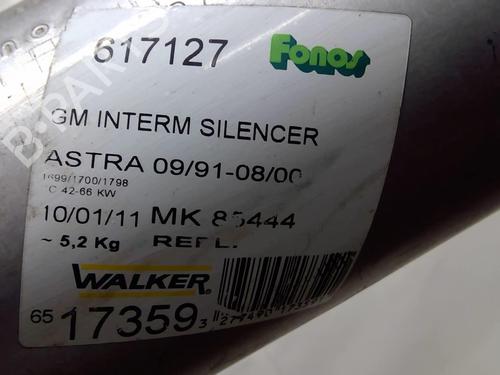 617127 Fonos
GM INTERM SILENCER
ASTRA 09/91-08/00
1699/1700/1798
42-66 KW
10/01/11 MK 85444
~ 5,2 Kg
WALKER®
65 17359
B-PARTS